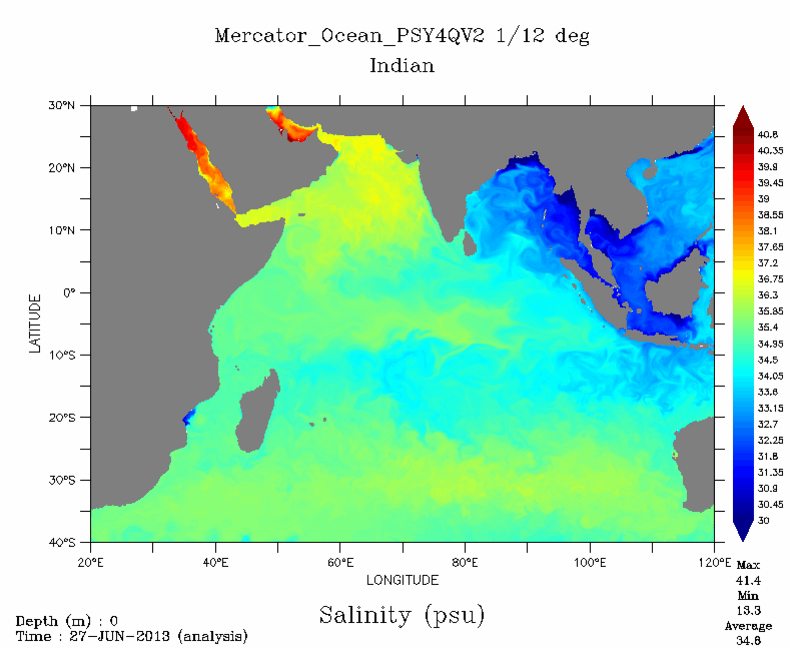 Mercator_Ocean_PSY4QV2 1/12 deg
Indian
30°N
20°N
10°N
0°
10°S
20°S
30°S
40°S
LATITUDE
20°E 40°E 60°E 80°E 100°E 120°E
LONGITUDE
40.8
40.35
39.9
39.45
39
38.55
38.1
37.65
37.2
36.75
36.3
35.85
35.4
34.95
34.5
34.05
33.6
33.15
32.7
32.25
31.8
31.35
30.9
30.45
30
Max
41.4
Min
13.3
Average
34.6
Salinity (psu)
Depth (m) : 0
Time : 27-JUN-2013 (analysis)